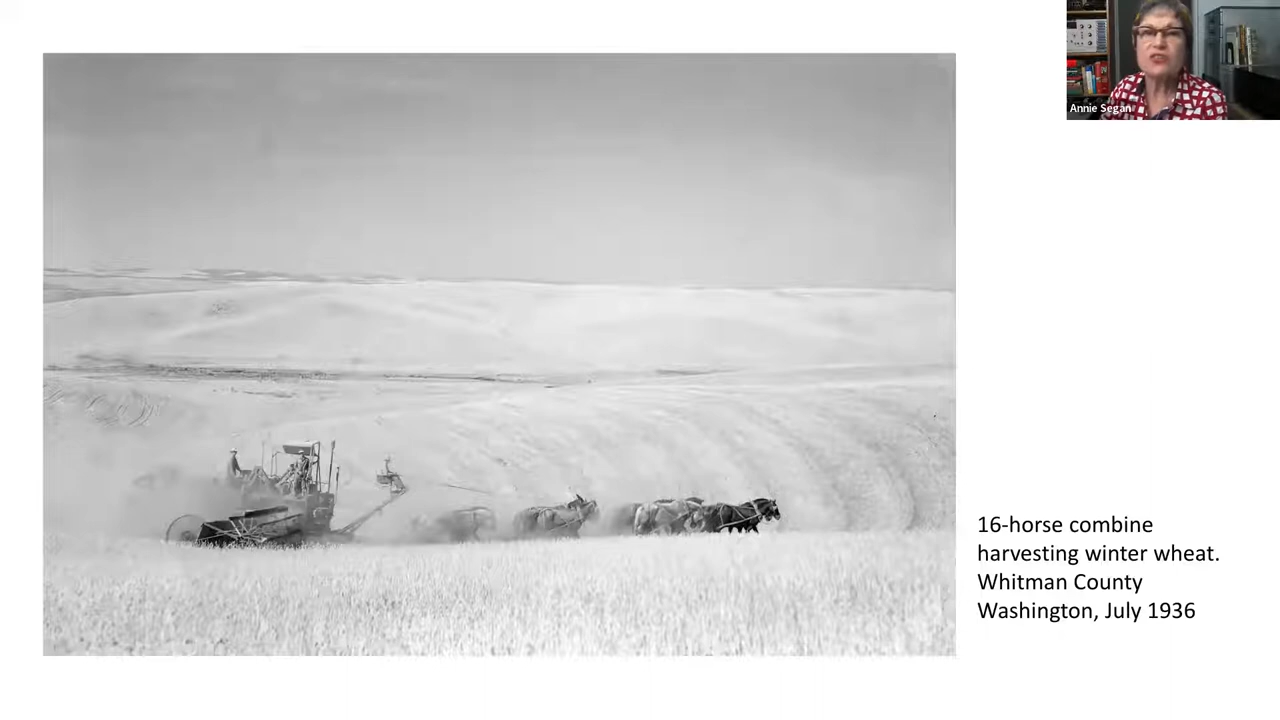 Annie Segan
16-horse combine
harvesting winter wheat.
Whitman County
Washington, July 1936